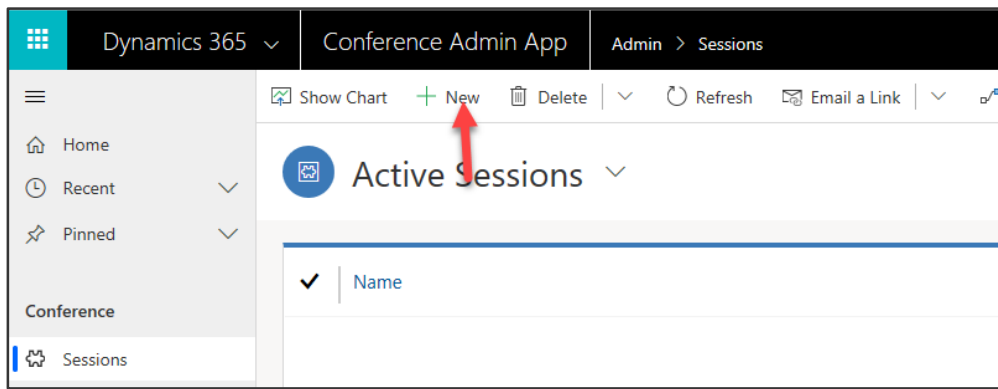 Dynamics 365 Conference Admin App Admin > Sessions
Show Chart New Delete Refresh Email a Link
Home
Recent
Pinned
Active Sessions
Name
Conference
Sessions